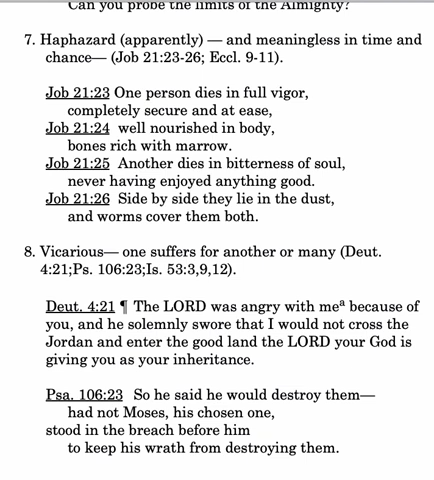 Can you probe the limits of the Almighty?
7. Haphazard (apparently) — and meaningless in time and
chance— (Job 21:23-26; Eccl. 9-11).
Job 21:23 One person dies in full vigor,
completely secure and at ease,
Job 21:24 well nourished in body,
bones rich with marrow.
Job 21:25 Another dies in bitterness of soul,
never having enjoyed anything good.
Job 21:26 Side by side they lie in the dust,
and worms cover them both.
8. Vicarious— one suffers for another or many (Deut.
4:21;Ps. 106:23;Is. 53:3,9,12).
Deut. 4:21 ¶ The LORD was angry with meᵃ because of
you, and he solemnly swore that I would not cross the
Jordan and enter the good land the LORD your God is
giving you as your inheritance.
Psa. 106:23 So he said he would destroy them—
had not Moses, his chosen one,
stood in the breach before him
to keep his wrath from destroying them.